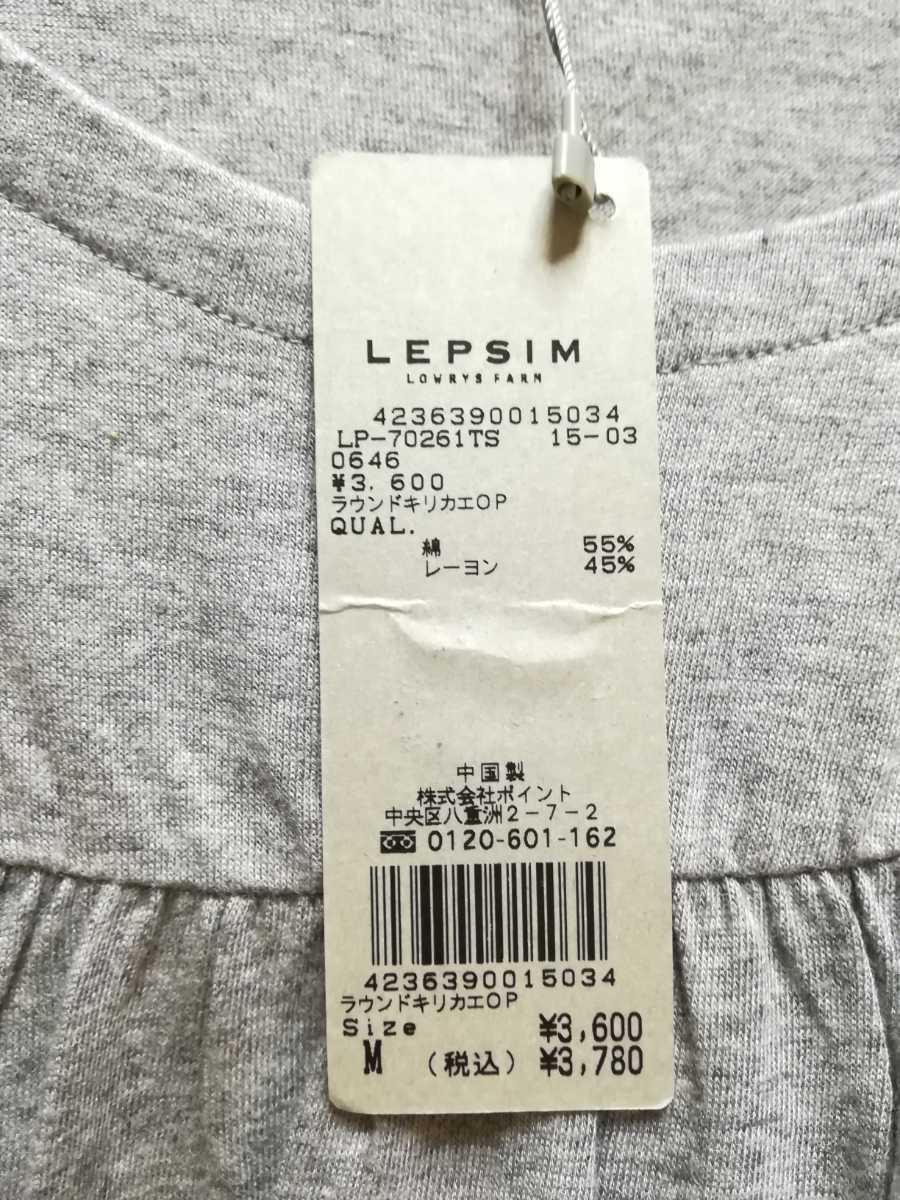 LEPSIM
LOWRYS FARM
4236390015034
LP-70261TS 15-03
0646
¥3.600
ラウンドキリカエOP
QUAL.
綿 55%
レーヨン 45%
中国製
株式会社ポイント
中央区八重洲2-7-2
0120-601-162
4236390015034
ラウンドキリカエOP
Size ¥3,600
M (税込) ¥3,780